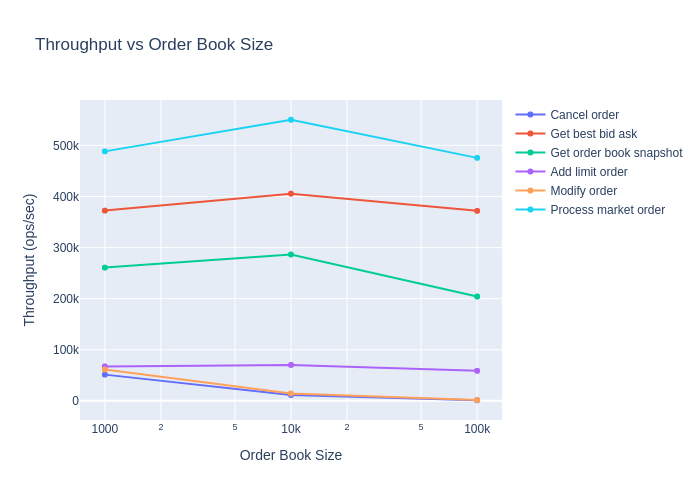 Throughput vs Order Book Size
Cancel order
Get best bid ask
Get order book snapshot
Add limit order
Modify order
Process market order
Throughput (ops/sec)
500k
400k
300k
200k
100k
0
1000 2 5 10k 2 5 100k
Order Book Size